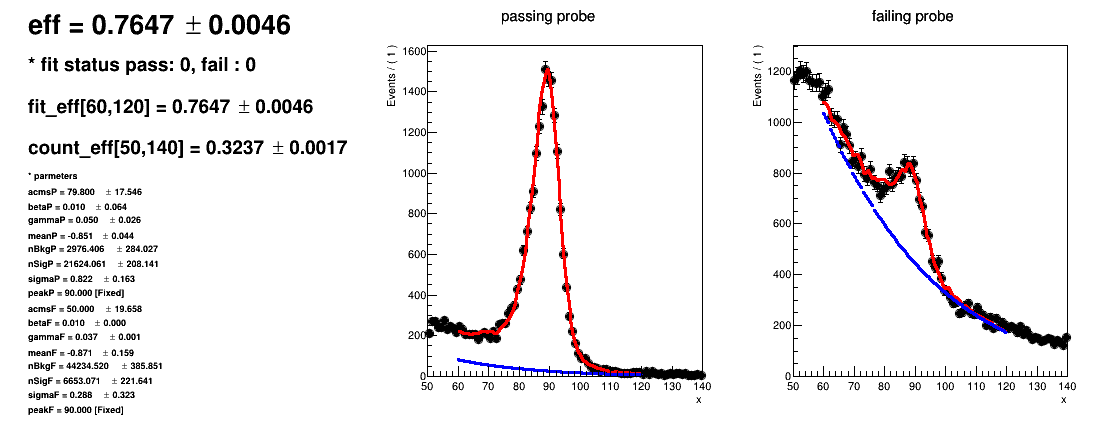 eff = 0.7647 ± 0.0046
* fit status pass: 0, fail : 0
fit_eff[60,120] = 0.7647 ± 0.0046
count_eff[50,140] = 0.3237 ± 0.0017
* parmeters
acmsP = 79.800 ± 17.546
betaP = 0.010 ± 0.064
gammaP = 0.050 ± 0.026
meanP = -0.851 ± 0.044
nBkgP = 2976.406 ± 284.027
nSigP = 21624.061 ± 208.141
sigmaP = 0.822 ± 0.163
peakP = 90.000 [Fixed]
acmsF = 50.000 ± 19.658
betaF = 0.010 ± 0.000
gammaF = 0.037 ± 0.001
meanF = -0.871 ± 0.159
nBkgF = 44234.520 ± 385.851
nSigF = 6653.071 ± 221.641
sigmaF = 0.288 ± 0.323
peakF = 90.000 [Fixed]
passing probe
Events / ( 1 )
1600
1400
1200
1000
800
600
400
200
0
50 60 70 80 90 100 110 120 130 140
x
failing probe
Events / ( 1 )
1200
1000
800
600
400
200
0
50 60 70 80 90 100 110 120 130 140
x